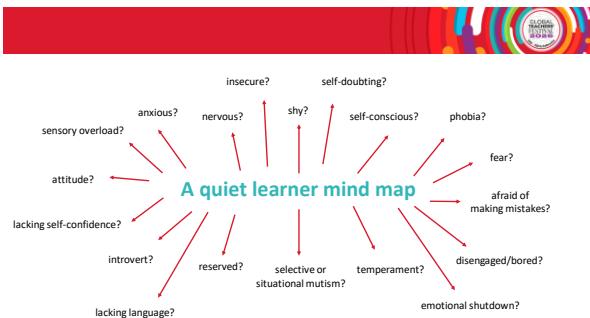 GLOBAL
TEACHERS'
FESTIVAL
2026
insecure?
self-doubting?
anxious?
nervous?
shy?
self-conscious?
phobia?
sensory overload?
fear?
attitude?
A quiet learner mind map
afraid of
making mistakes?
lacking self-confidence?
introvert?
reserved?
selective or
situational mutism?
temperament?
disengaged/bored?
lacking language?
emotional shutdown?